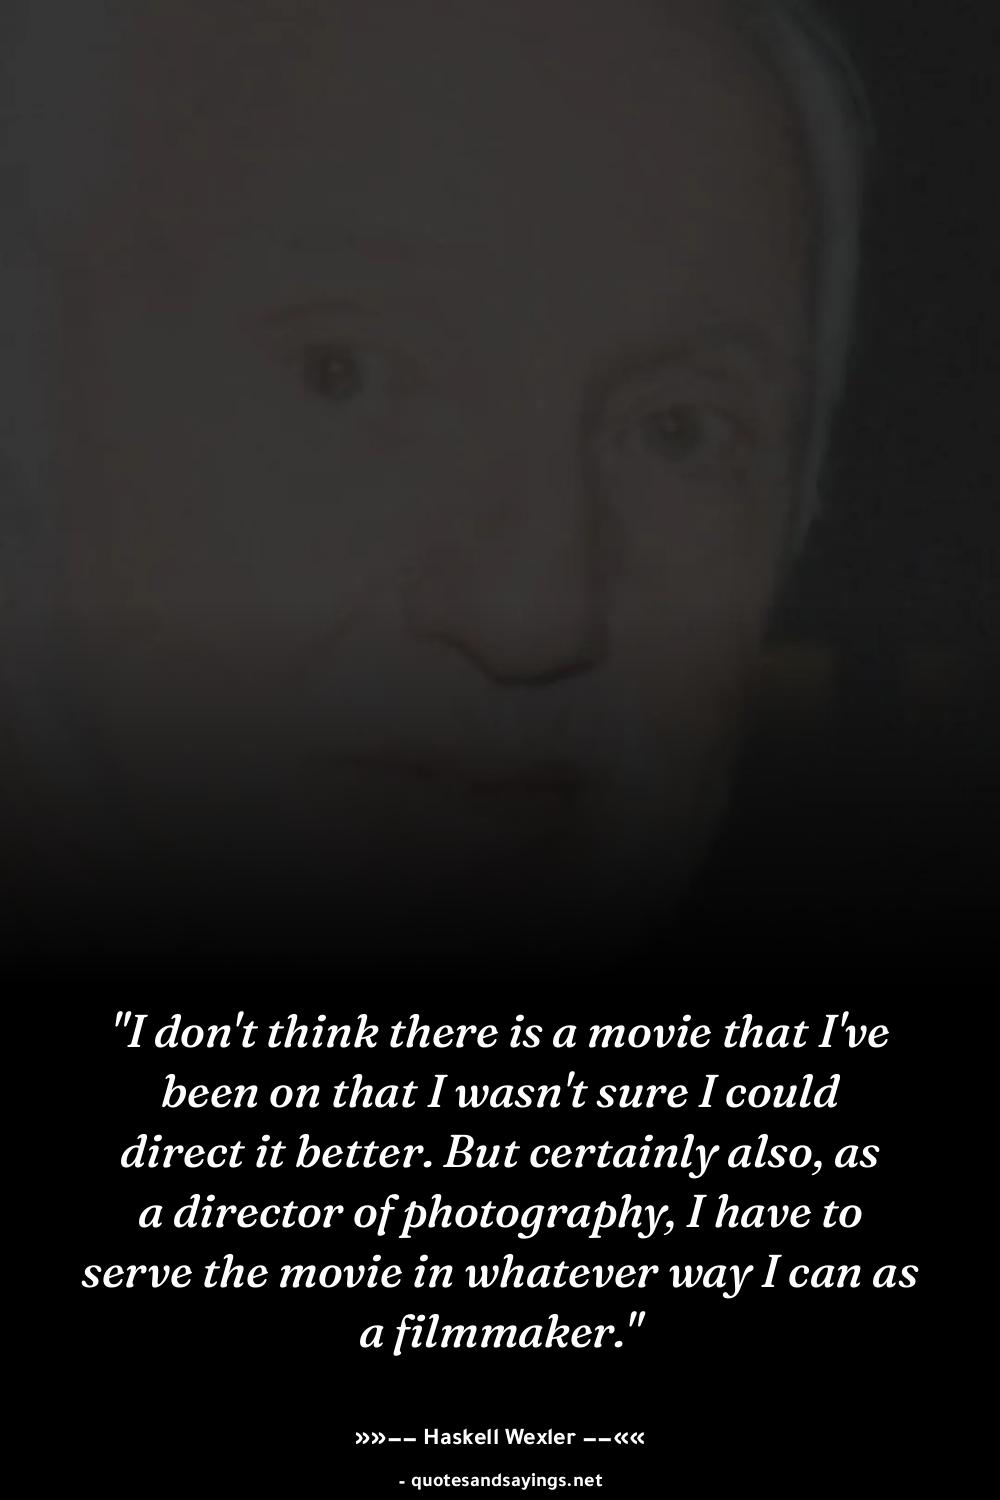 "I don't think there is a movie that I've
been on that I wasn't sure I could
direct it better. But certainly also, as
a director of photography, I have to
serve the movie in whatever way I can as
a filmmaker."
»»–– Haskell Wexler ––««
- quotesandsayings.net